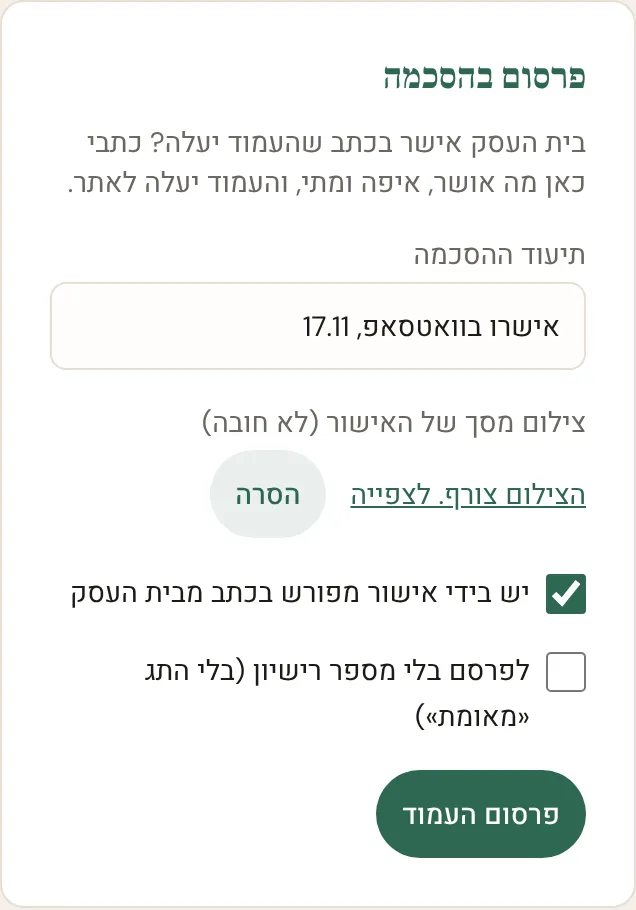 פרסום בהסכמה
בית העסק אישר בכתב שהעמוד יעלה? כתבי
כאן מה אושר, איפה ומתי, והעמוד יעלה לאתר.
תיעוד ההסכמה
אישרו בוואטסאפ, 17.11
צילום מסך של האישור (לא חובה)
הצילום צורף. לצפייה הסרה
יש בידי אישור מפורש בכתב מבית העסק
לפרסם בלי מספר רישיון (בלי התג
«מאומת»)
פרסום העמוד